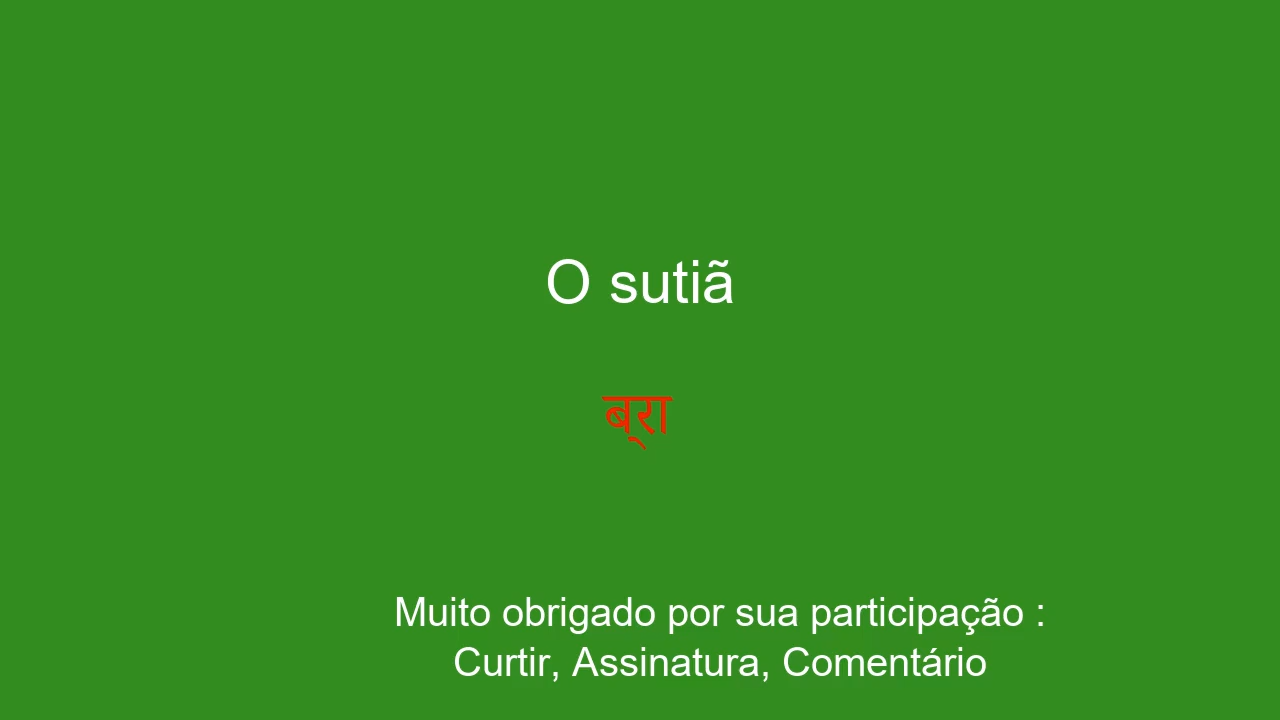 O sutiã
ब्रा
Muito obrigado por sua participação :
Curtir, Assinatura, Comentário